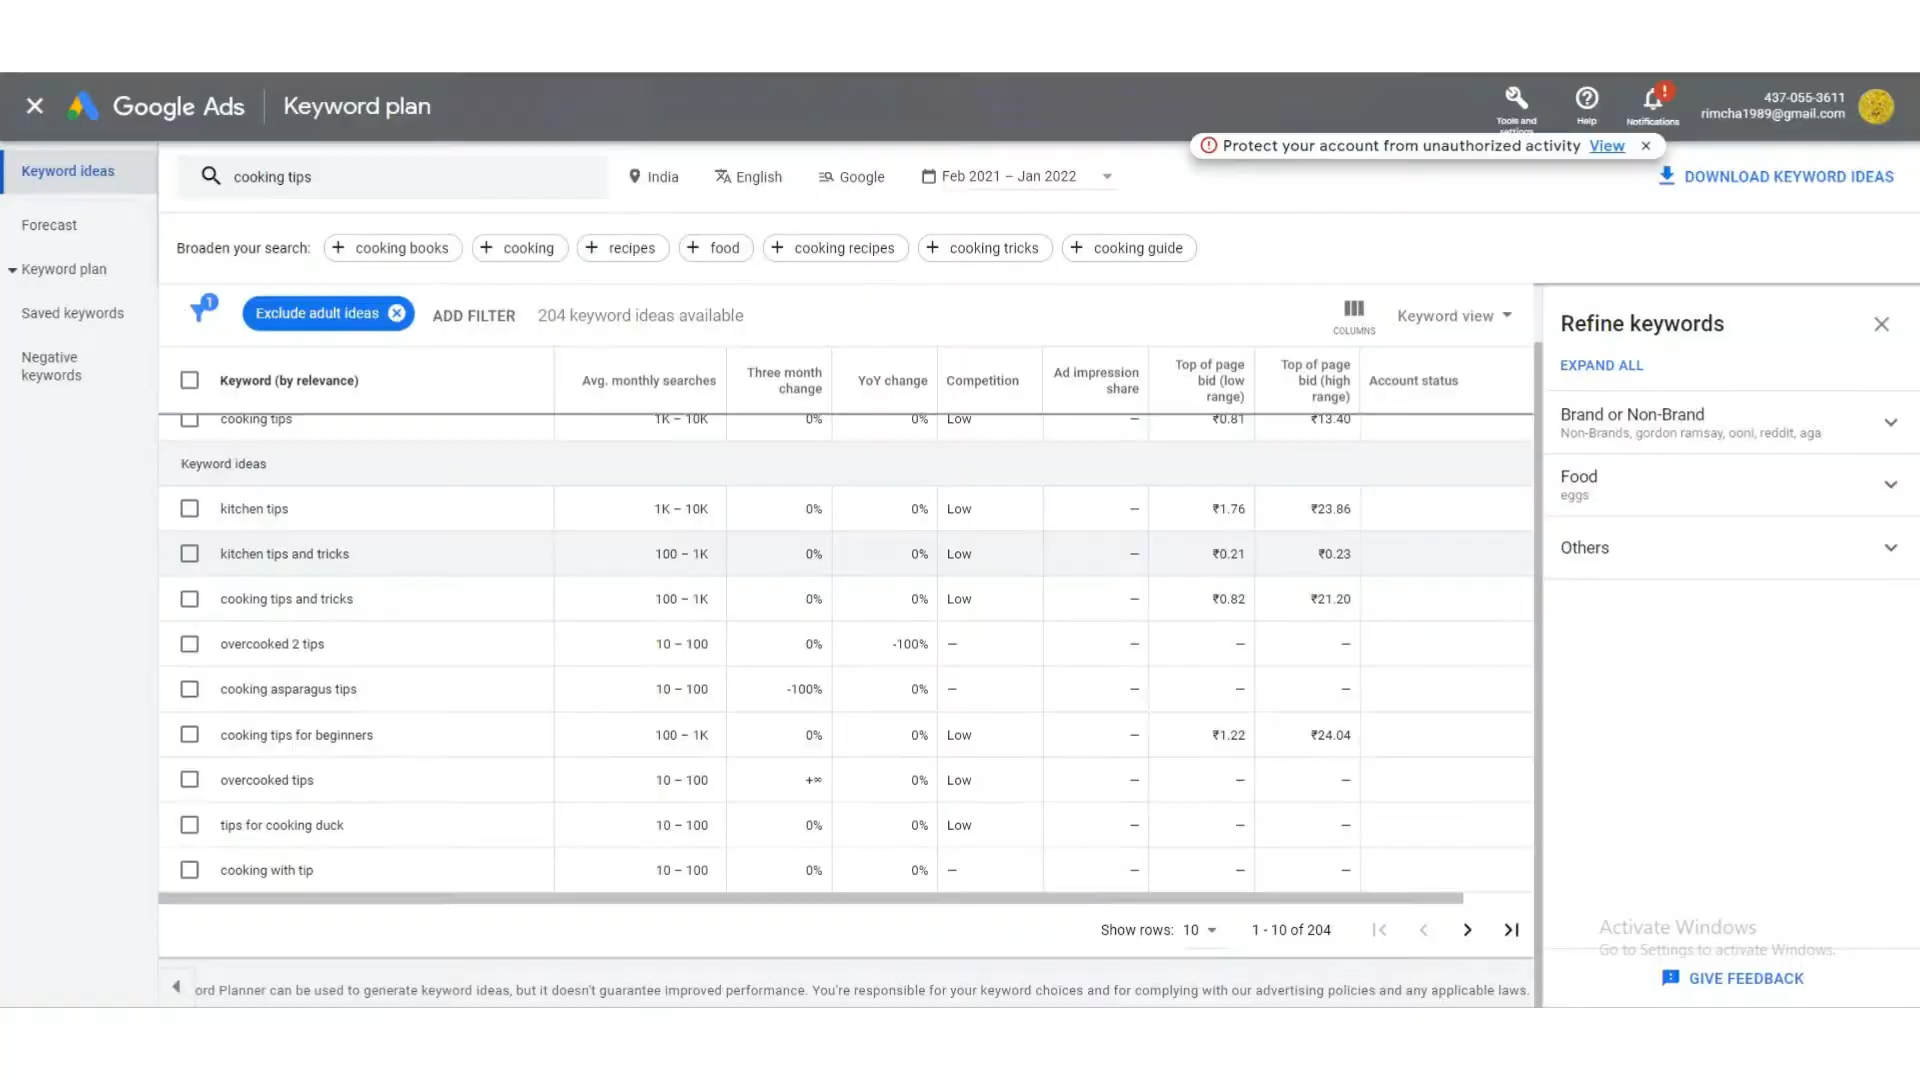 Google Ads Keyword plan
Tools and settings
Help
!
Notifications
437-055-3611
rimcha1989@gmail.com
Protect your account from unauthorized activity View
Keyword ideas
Forecast
Keyword plan
Saved keywords
Negative
keywords
cooking tips India English Google Feb 2021 – Jan 2022 DOWNLOAD KEYWORD IDEAS
Broaden your search: + cooking books + cooking + recipes + food + cooking recipes + cooking tricks + cooking guide
1 Exclude adult ideas ADD FILTER 204 keyword ideas available COLUMNS Keyword view
Keyword (by relevance) Avg. monthly searches Three month change YoY change Competition Ad impression share Top of page bid (low range) Top of page bid (high range) Account status
cooking tips 1K – 10K 0% 0% Low – ₹0.81 ₹13.40
Keyword ideas
kitchen tips 1K – 10K 0% 0% Low – ₹1.76 ₹23.86
kitchen tips and tricks 100 – 1K 0% 0% Low – ₹0.21 ₹0.23
cooking tips and tricks 100 – 1K 0% 0% Low – ₹0.82 ₹21.20
overcooked 2 tips 10 – 100 0% -100% – – – –
cooking asparagus tips 10 – 100 -100% 0% – – – –
cooking tips for beginners 100 – 1K 0% 0% Low – ₹1.22 ₹24.04
overcooked tips 10 – 100 +∞ 0% Low – – –
tips for cooking duck 10 – 100 0% 0% Low – – –
cooking with tip 10 – 100 0% 0% – – – –
Show rows: 10 1 - 10 of 204
ord Planner can be used to generate keyword ideas, but it doesn't guarantee improved performance. You're responsible for your keyword choices and for complying with our advertising policies and any applicable laws.
Refine keywords
EXPAND ALL
Brand or Non-Brand
Non-Brands, gordon ramsay, ooni, reddit, aga
Food
eggs
Others
Activate Windows
Go to Settings to activate Windows.
GIVE FEEDBACK